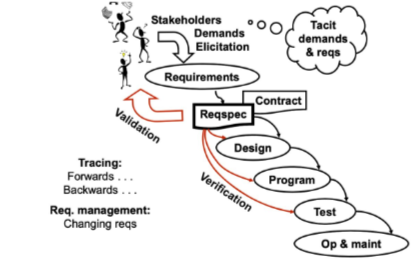 Stakeholders
Demands
Elicitation
Tacit
demands
& reqs
Requirements
Contract
Reqspec
Validation
Design
Tracing:
Forwards . . .
Backwards . . .
Program
Verification
Req. management:
Changing reqs
Test
Op & maint